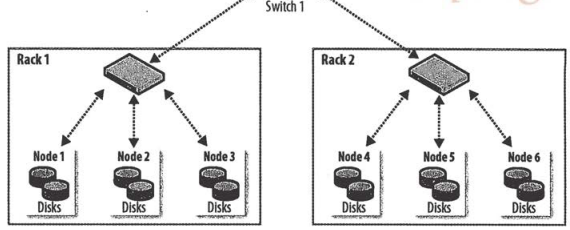 Switch 1
Rack 1
Rack 2
Node 1
Node 2
Node 3
Node 4
Node 5
Node 6
Disks
Disks
Disks
Disks
Disks
Disks